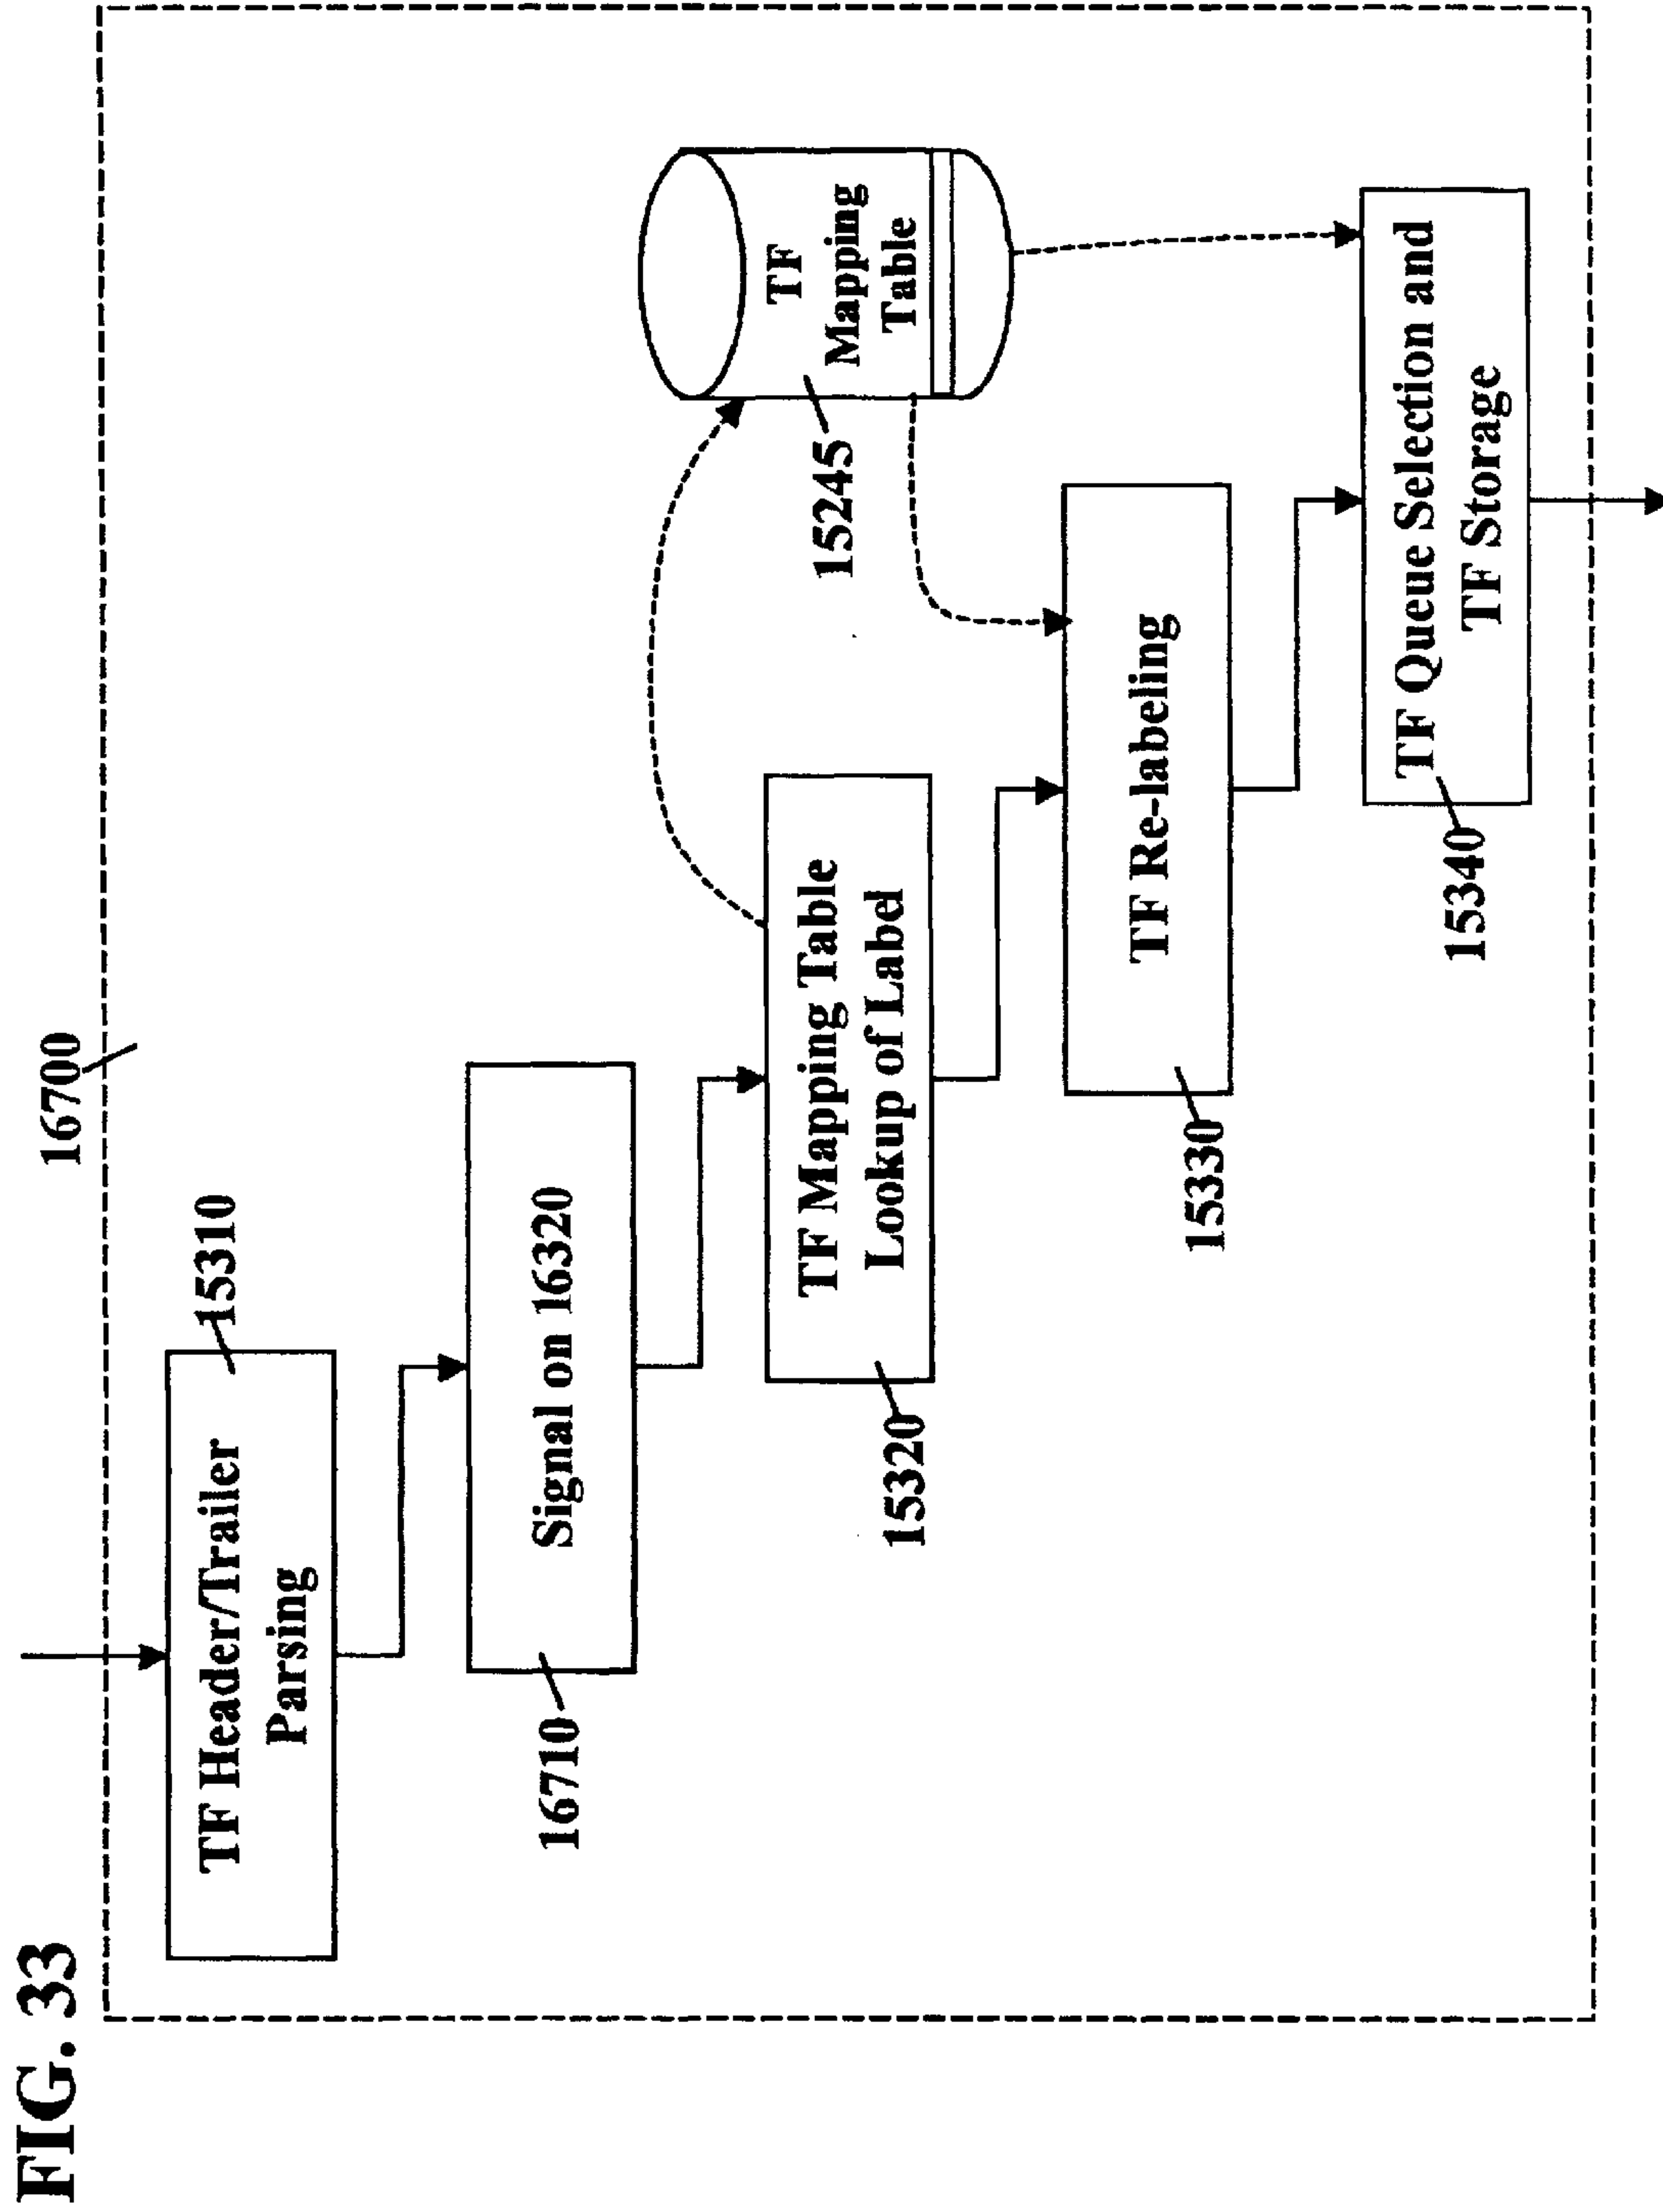 FIG. 33
16700
TF Header/Trailer
Parsing
15310
Signal on 16320
16710
TF Mapping Table
Lookup of Label
15320
TF
Mapping
Table
15245
TF Re-labeling
15330
TF Queue Selection and
TF Storage
15340